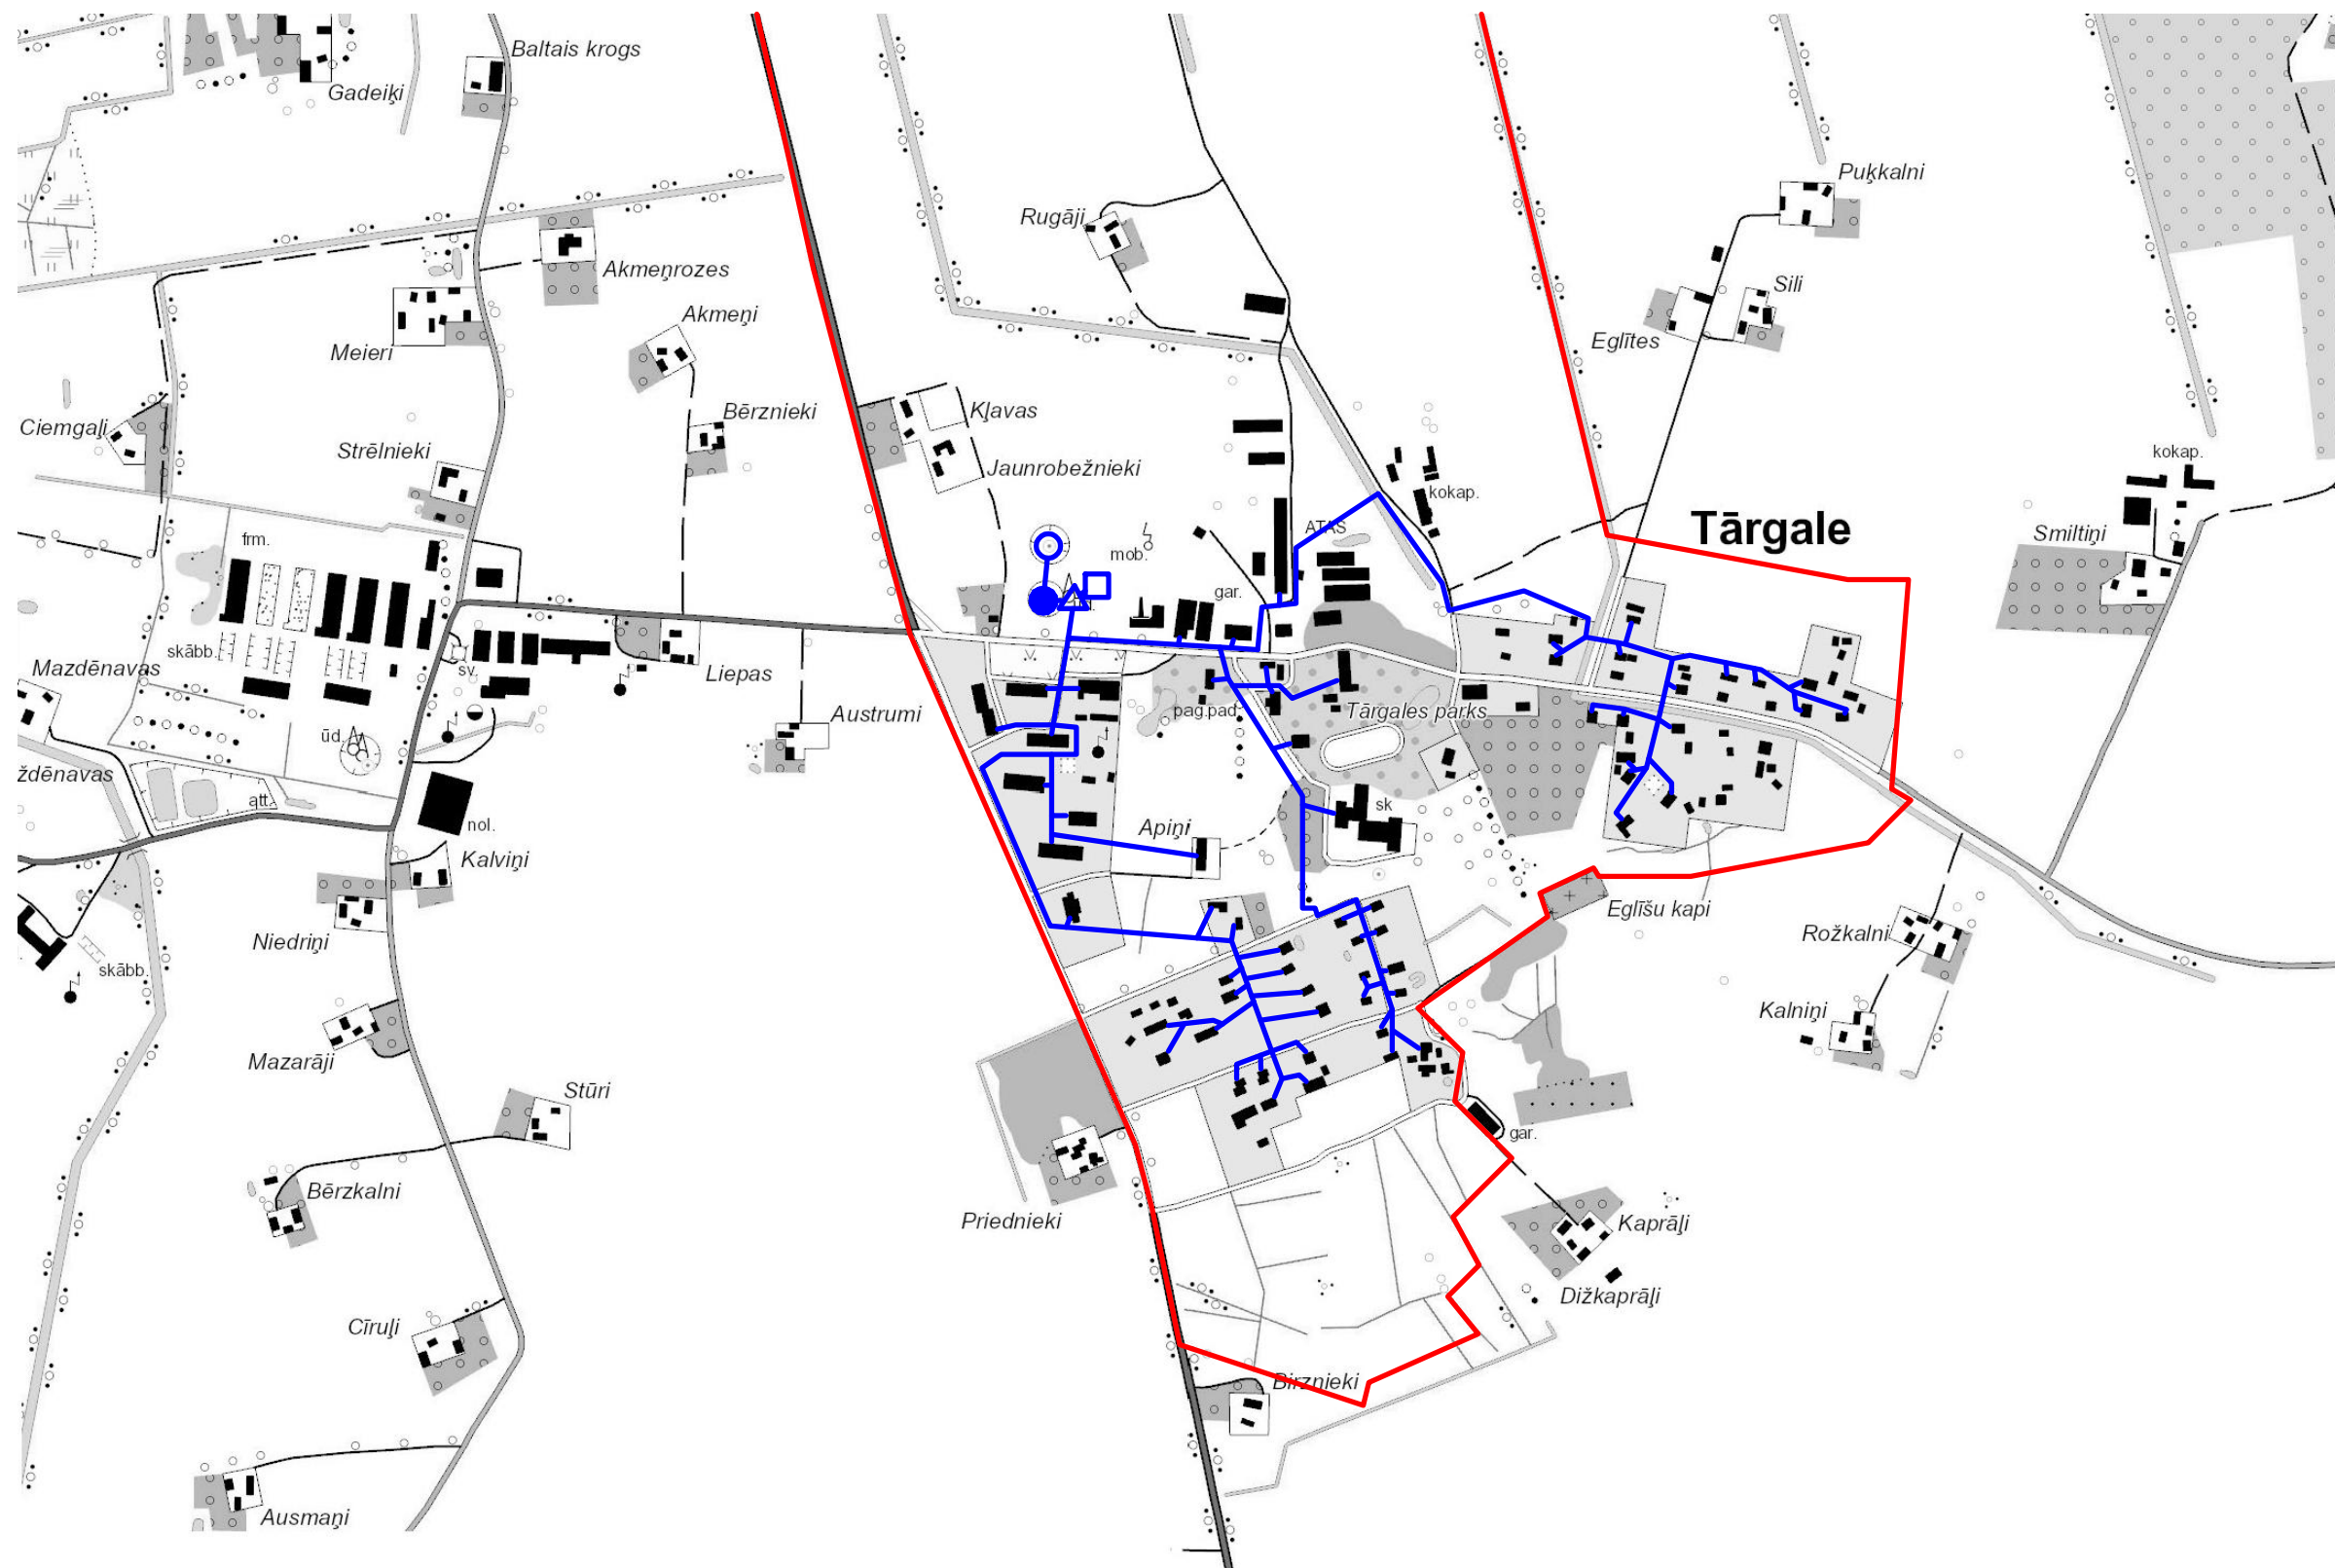 Baltais krogs
Gadeiķi
Puķkalni
Rugāji
Akmeņrozes
Sili
Akmeņi
Eglītes
Meieri
Bērznieki
Kļavas
Ciemgaļi
Strēlnieki
kokap.
Jaunrobežnieki
kokap.
Tārgale
ATAS
Smiltiņi
frm.
mob.
gar.
skābb.
Mazdēnavas
sv.
Liepas
Austrumi
pag.pad.
Tārgales parks
ūd.
ždēnavas
att.
nol.
Apiņi
sk
Kalviņi
Eglīšu kapi
Rožkalni
Niedriņi
skābb.
Kalniņi
Mazarāji
Stūri
gar.
Bērzkalni
Priednieki
Kaprāļi
Dižkaprāļi
Cīruļi
Birznieki
Ausmaņi